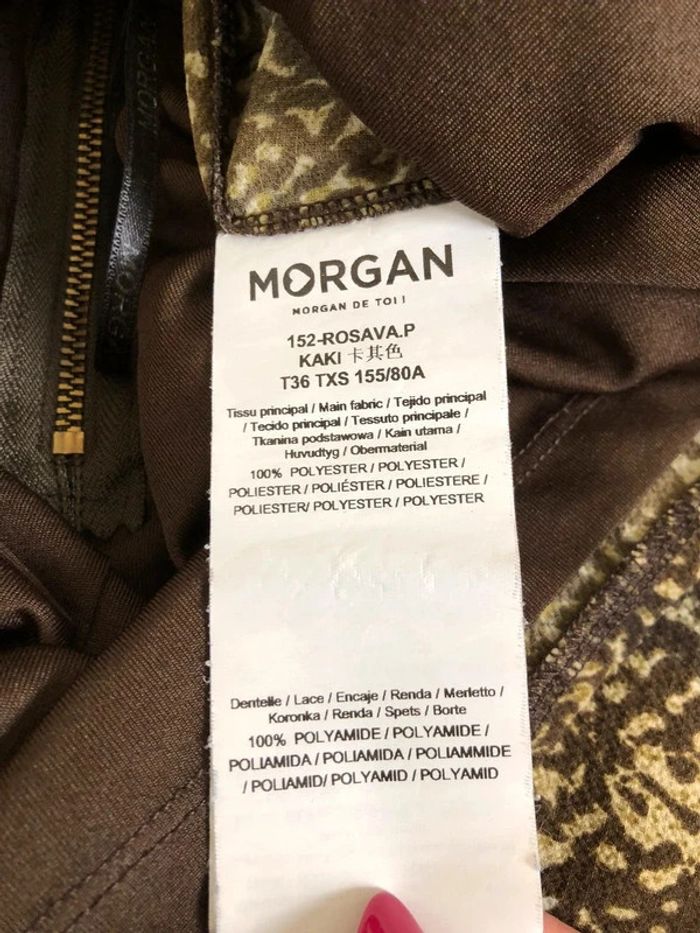 MORGAN
MORGAN
MORGAN DE TOI !
152-ROSAVA.P
KAKI 卡其色
T36 TXS 155/80A
Tissu principal / Main fabric / Tejido principal
/ Tecido principal / Tessuto principale /
Tkanina podstawowa / Kain utama /
Huvudtyg / Obermaterial
100% POLYESTER / POLYESTER /
POLIESTER / POLIÉSTER / POLIESTERE /
POLIESTER/ POLYESTER / POLYESTER
Dentelle / Lace / Encaje / Renda / Merletto /
Koronka / Renda / Spets / Borte
100% POLYAMIDE / POLYAMIDE /
POLIAMIDA / POLIAMIDA / POLIAMMIDE
/ POLIAMID/ POLYAMID / POLYAMID